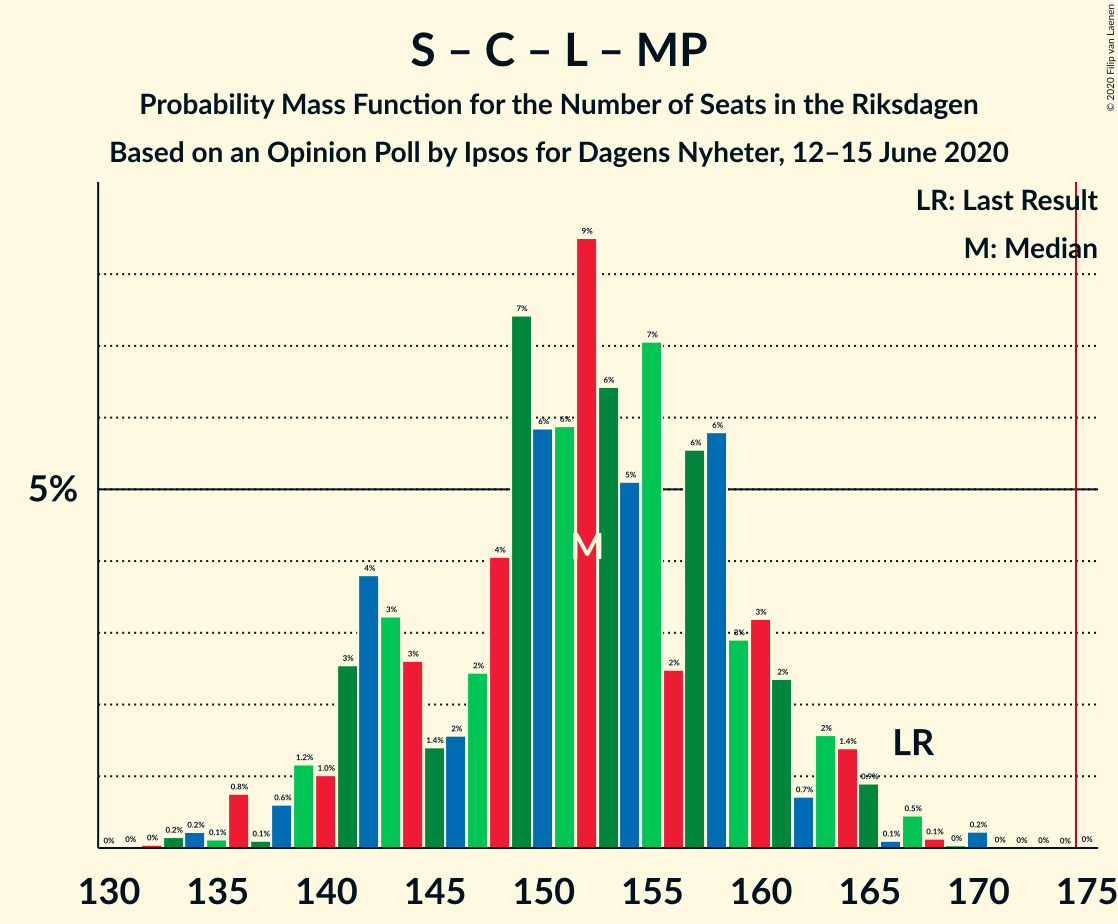 S – C – L – MP
Probability Mass Function for the Number of Seats in the Riksdagen
Based on an Opinion Poll by Ipsos for Dagens Nyheter, 12–15 June 2020
© 2020 Filip van Laenen
LR: Last Result
M: Median
5%
0% 0% 0% 0.2% 0.2% 0.1% 0.8% 0.1% 0.6% 1.2% 1.0% 3% 4% 3% 3% 1.4% 2% 2% 4% 7% 6% 6% 9% 6% 5% 7% 2% 6% 6% 3% 3% 2% 0.7% 2% 1.4% 0.9% 0.1% 0.5% 0.1% 0% 0.2% 0% 0% 0% 0% 0%
M
LR
130 135 140 145 150 155 160 165 170 175